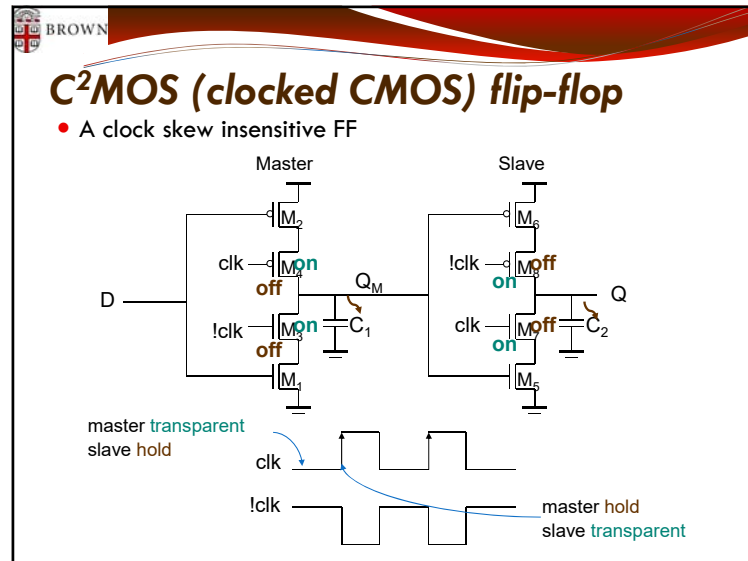 BROWN
C²MOS (clocked CMOS) flip-flop
• A clock skew insensitive FF
Master Slave
M₂ M₆
clk M₄ on !clk M₈ off
off Q_M on
D Q
!clk M₃ on C₁ clk M₇ off C₂
off on
M₁ M₅
master transparent
slave hold
clk
!clk
master hold
slave transparent